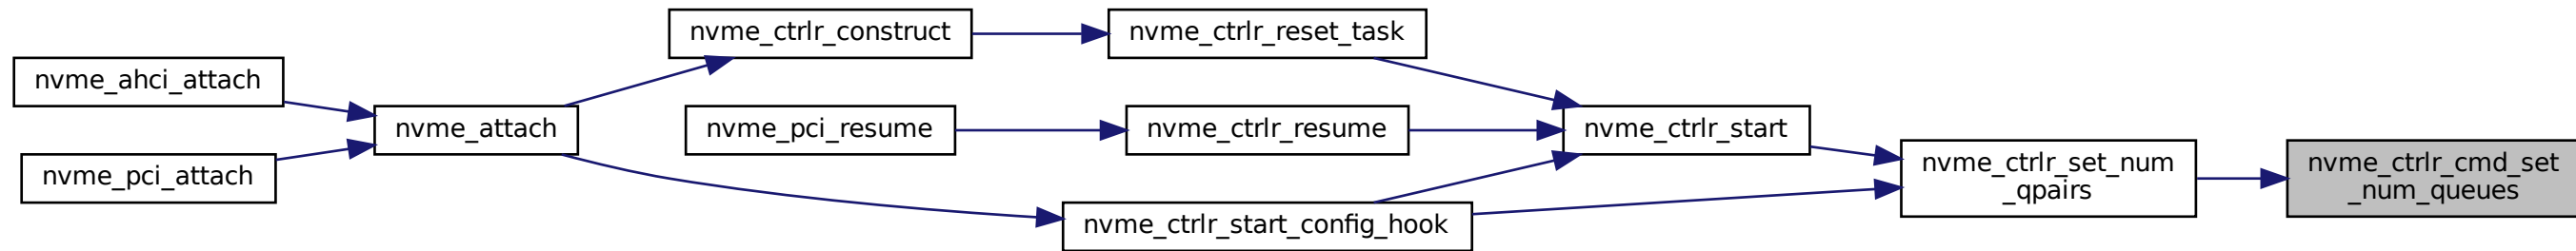 nvme_ahci_attach
nvme_pci_attach
nvme_attach
nvme_ctrlr_construct
nvme_pci_resume
nvme_ctrlr_reset_task
nvme_ctrlr_resume
nvme_ctrlr_start_config_hook
nvme_ctrlr_start
nvme_ctrlr_set_num
_qpairs
nvme_ctrlr_cmd_set
_num_queues